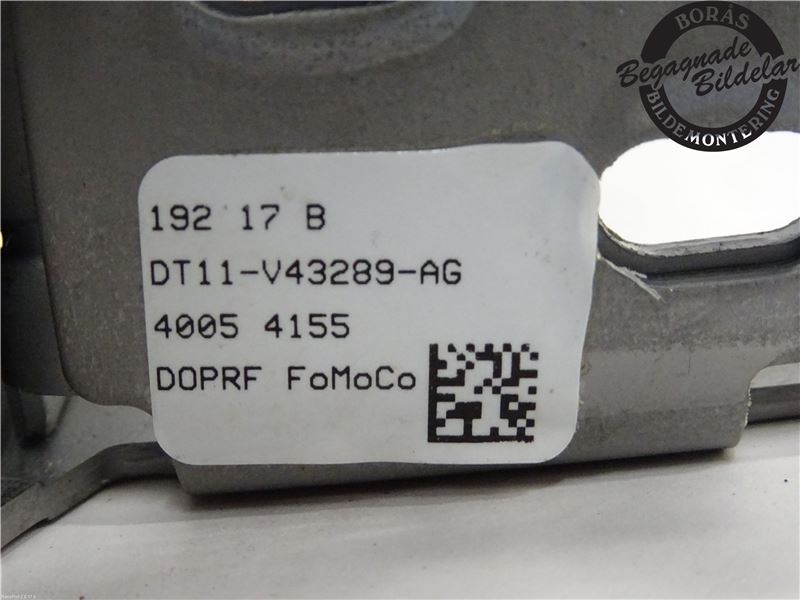 BORÅS
Begagnade
Bildelar
BILDEMONTERING
192 17 B
DT11-V43289-AG
4005 4155
DOPRF FoMoCo